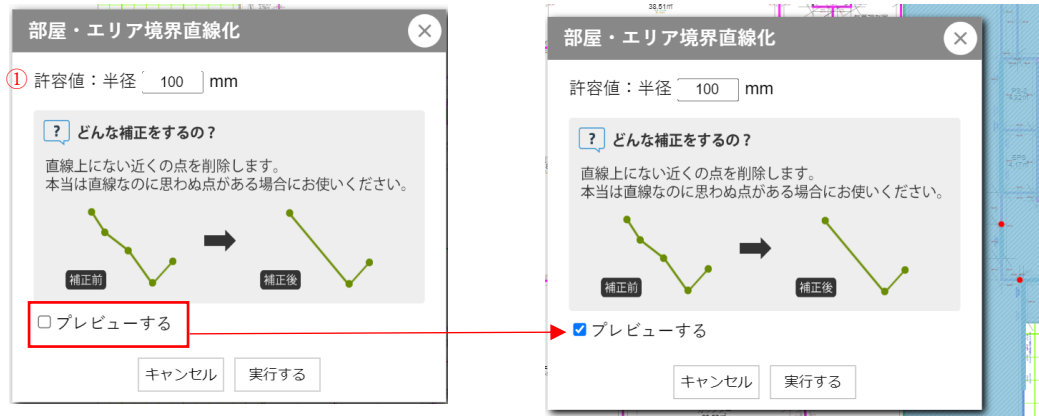 部屋・エリア境界直線化
① 許容値：半径 100 mm
? どんな補正をするの？
直線上にない近くの点を削除します。
本当は直線なのに思わぬ点がある場合にお使いください。
補正前
補正後
プレビューする
キャンセル
実行する
38.51㎡
部屋・エリア境界直線化
許容値：半径 100 mm
? どんな補正をするの？
直線上にない近くの点を削除します。
本当は直線なのに思わぬ点がある場合にお使いください。
補正前
補正後
プレビューする
キャンセル
実行する